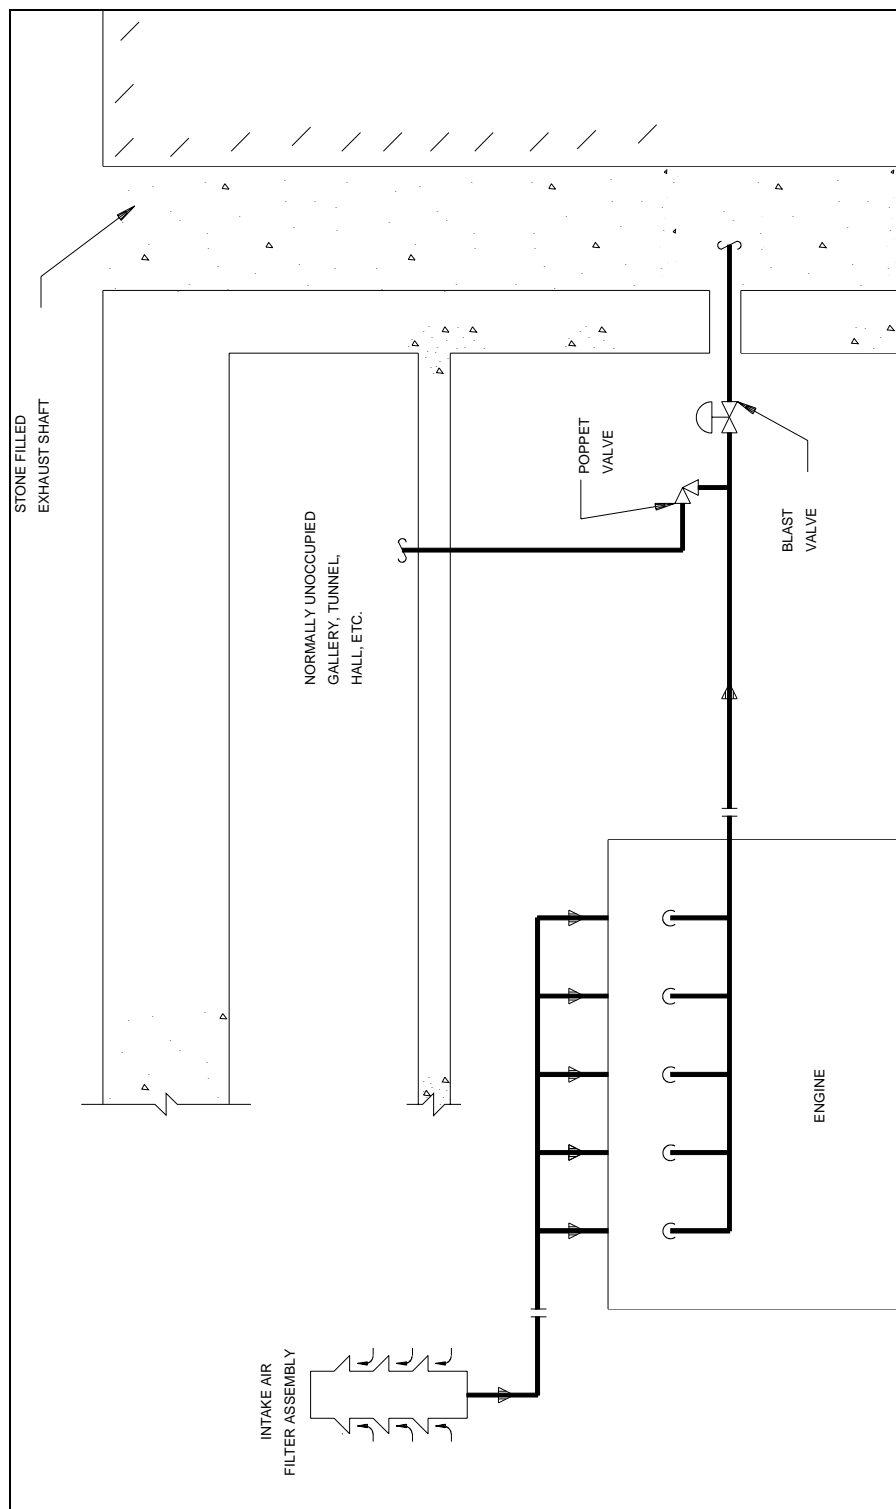 STONE FILLED
EXHAUST SHAFT
NORMALLY UNOCCUPIED
GALLERY, TUNNEL,
HALL, ETC.
POPPET
VALVE
BLAST
VALVE
ENGINE
INTAKE AIR
FILTER ASSEMBLY